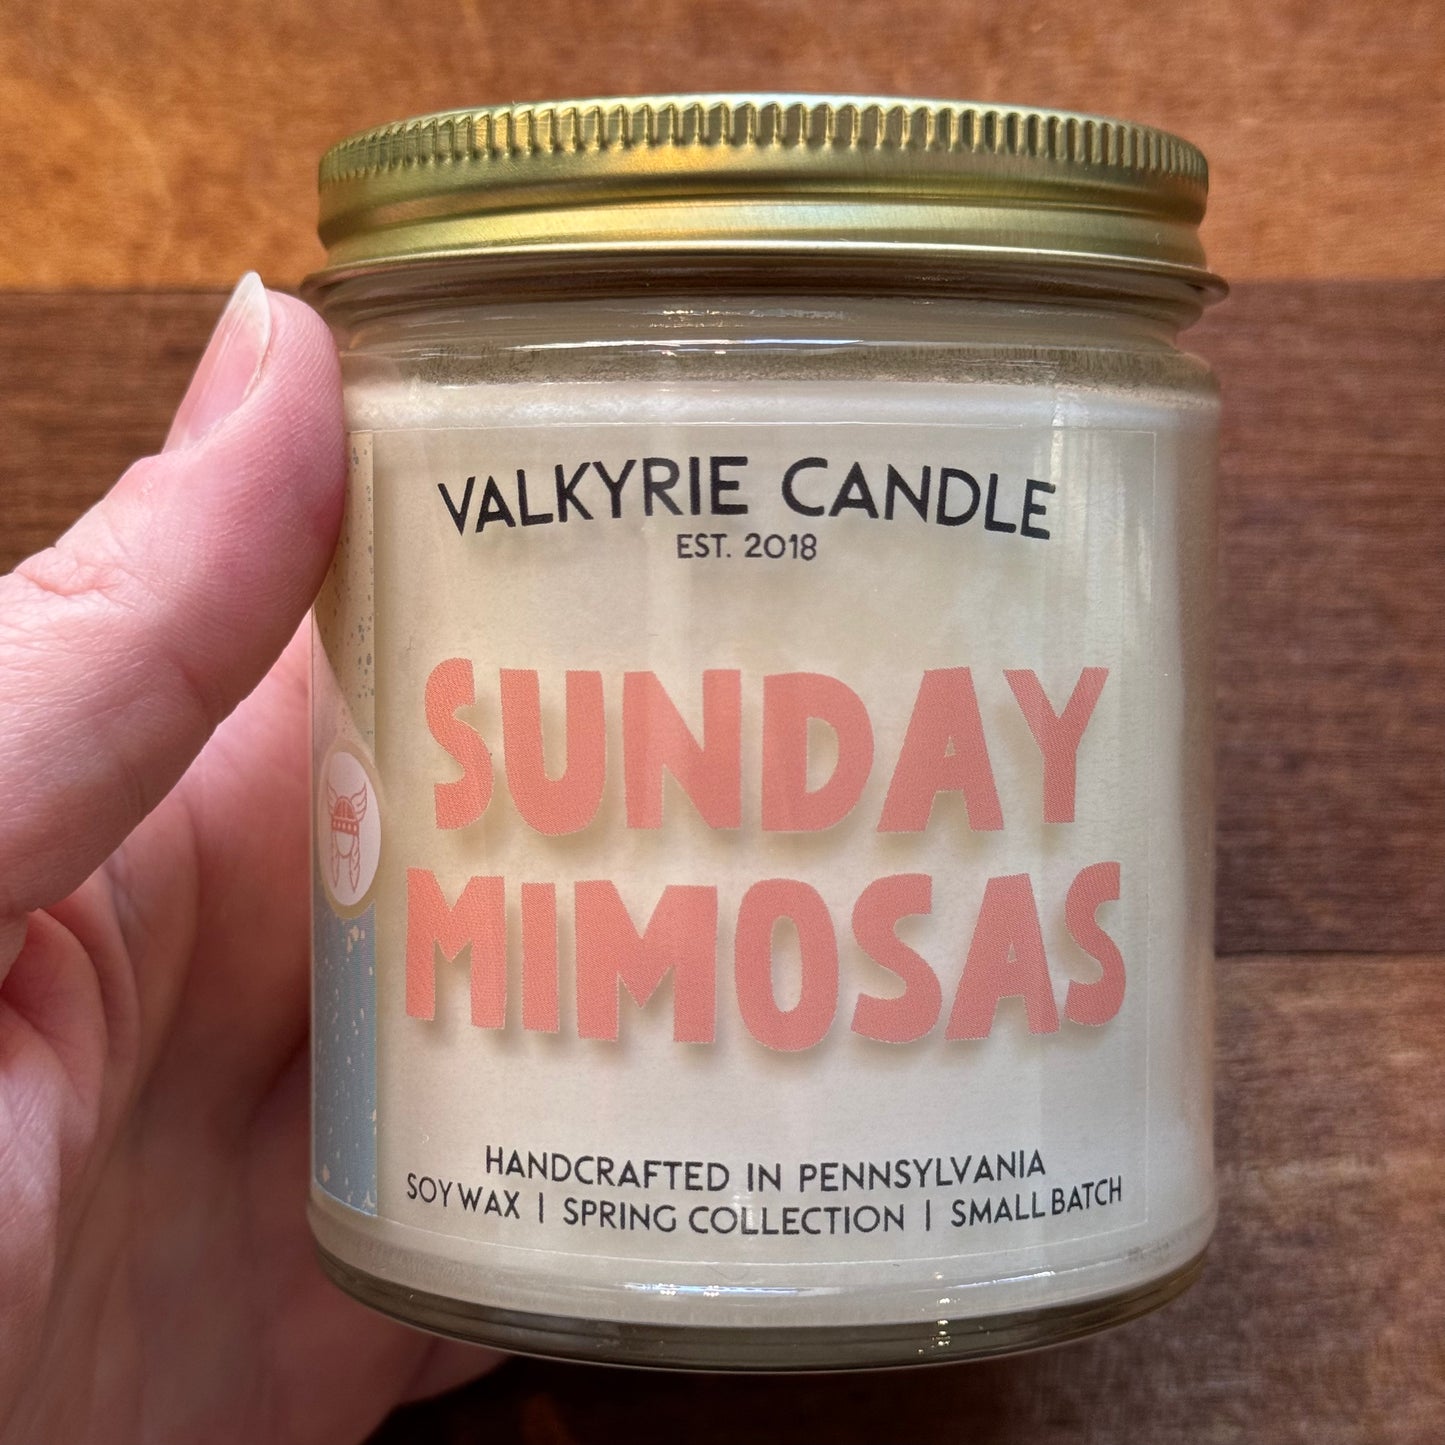 VALKYRIE CANDLE
EST. 2018
SUNDAY
MIMOSAS
HANDCRAFTED IN PENNSYLVANIA
SOY WAX | SPRING COLLECTION | SMALL BATCH